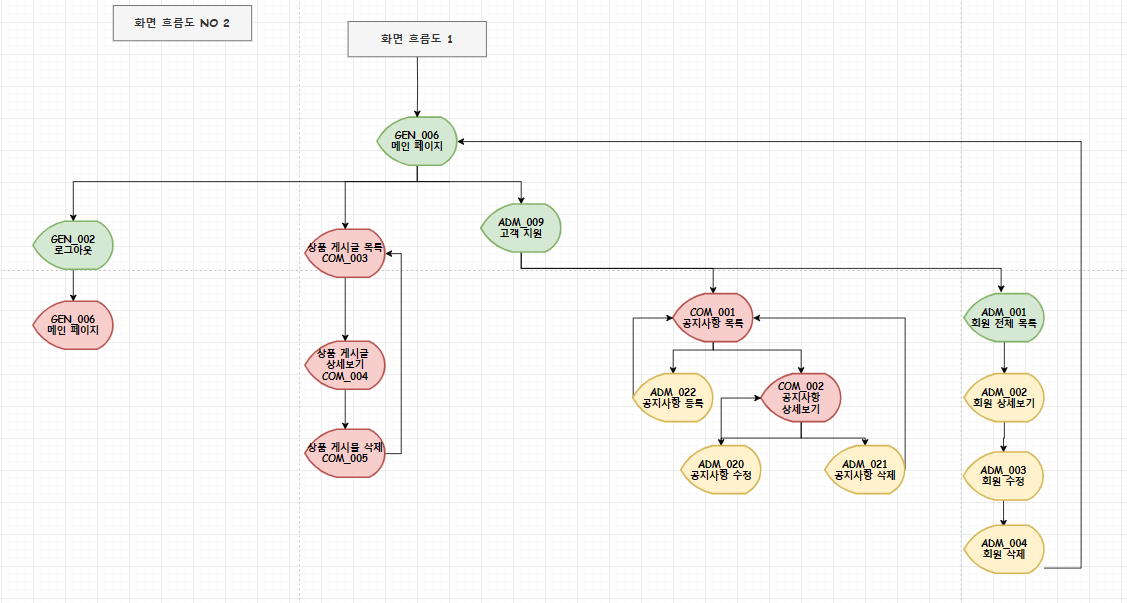 화면 흐름도 NO 2
화면 흐름도 1
GEN_006
메인 페이지
GEN_002
로그아웃
GEN_006
메인 페이지
상품 게시글 목록
COM_003
상품 게시글
상세보기
COM_004
상품 게시물 삭제
COM_005
ADM_009
고객 지원
COM_001
공지사항 목록
ADM_022
공지사항 등록
COM_002
공지사항
상세보기
ADM_020
공지사항 수정
ADM_021
공지사항 삭제
ADM_001
회원 전체 목록
ADM_002
회원 상세보기
ADM_003
회원 수정
ADM_004
회원 삭제